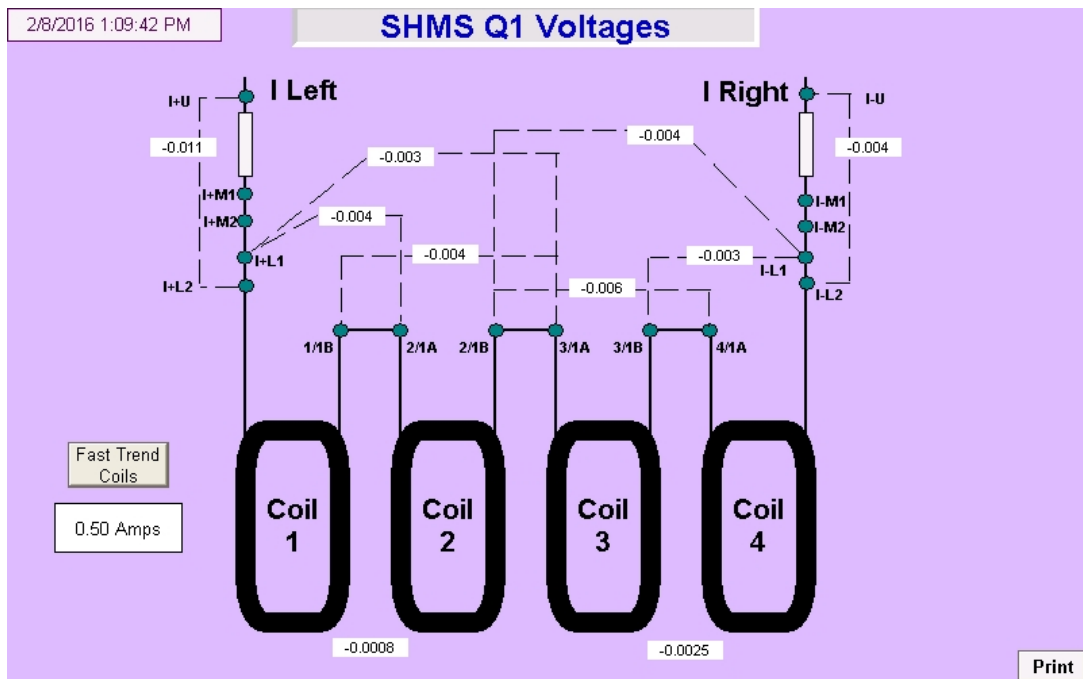 2/8/2016 1:09:42 PM
SHMS Q1 Voltages
I Left
I Right
I+U
I-U
-0.011
-0.003
-0.004
-0.004
I+M1
I-M1
I+M2
-0.004
I-M2
I+L1
-0.004
-0.003
I-L1
I+L2
-0.006
I-L2
1/1B
2/1A
2/1B
3/1A
3/1B
4/1A
Fast Trend
Coils
0.50 Amps
Coil
1
Coil
2
Coil
3
Coil
4
-0.0008
-0.0025
Print